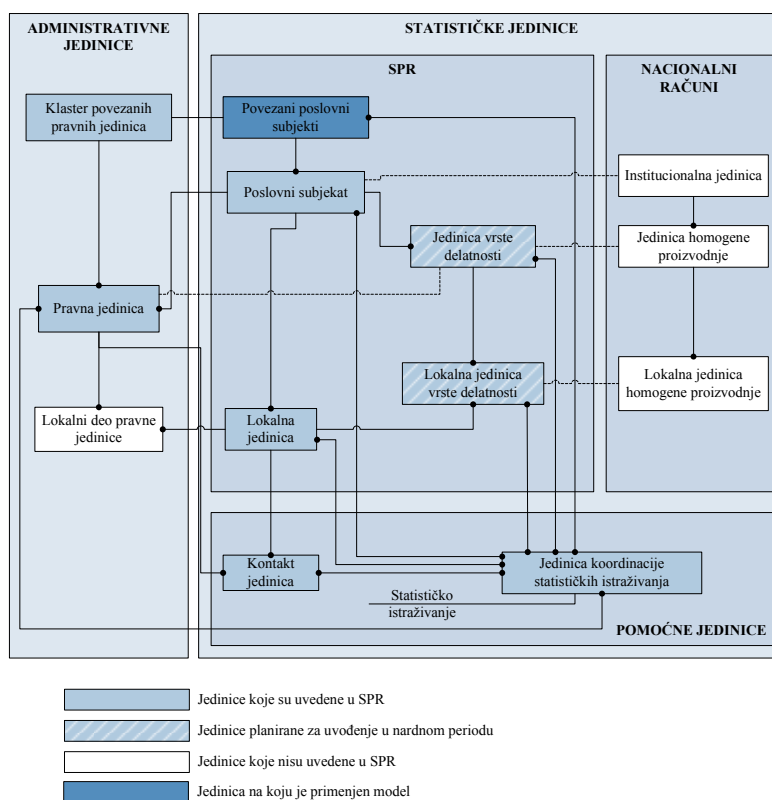 ADMINISTRATIVNE
JEDINICE
STATISTIČKE JEDINICE
SPR
NACIONALNI
RAČUNI
Klaster povezanih
pravnih jedinica
Povezani poslovni
subjekti
Poslovni subjekat
Institucionalna jedinica
Jedinica vrste
delatnosti
Jedinica homogene
proizvodnje
Pravna jedinica
Lokalna jedinica
vrste delatnosti
Lokalna jedinica
homogene proizvodnje
Lokalni deo pravne
jedinice
Lokalna
jedinica
Kontakt
jedinica
Jedinica koordinacije
statističkih istraživanja
Statističko
istraživanje
POMOĆNE JEDINICE
Jedinice koje su uvedene u SPR
Jedinice planirane za uvođenje u nardnom periodu
Jedinice koje nisu uvedene u SPR
Jedinica na koju je primenjen model